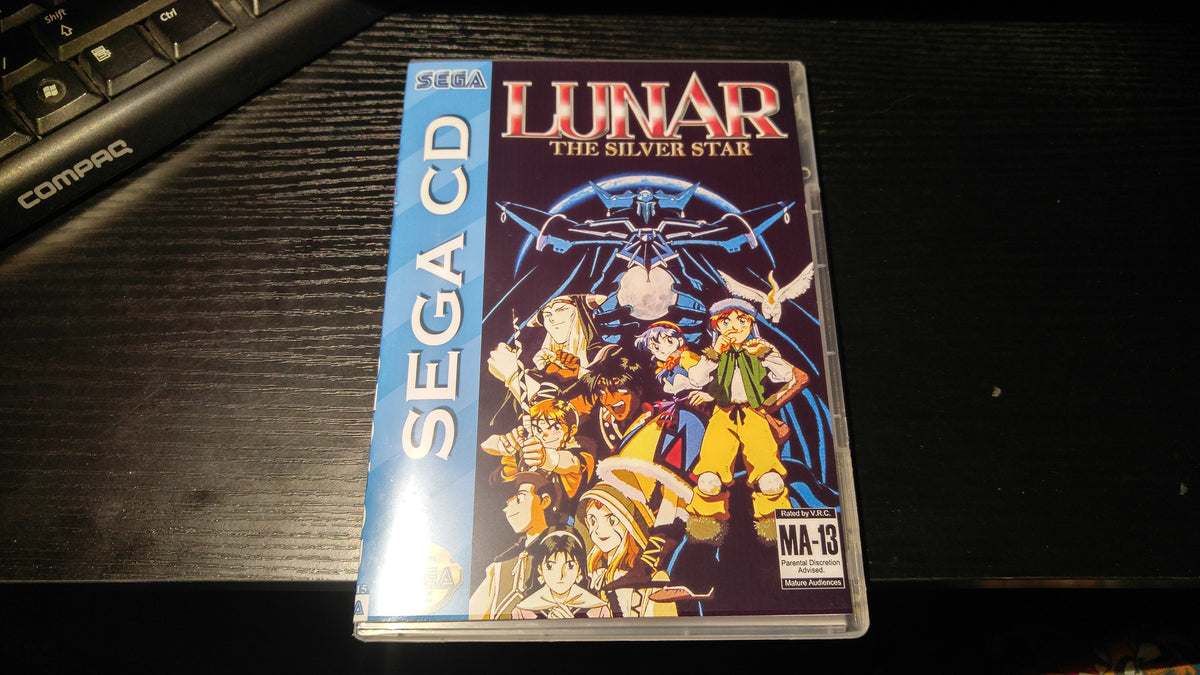 Shift
Ctrl
COMPAQ
SEGA
SEGA CD
LUNAR
THE SILVER STAR
Rated by V.R.C.
MA-13
Parental Discretion
Advised.
Mature Audiences